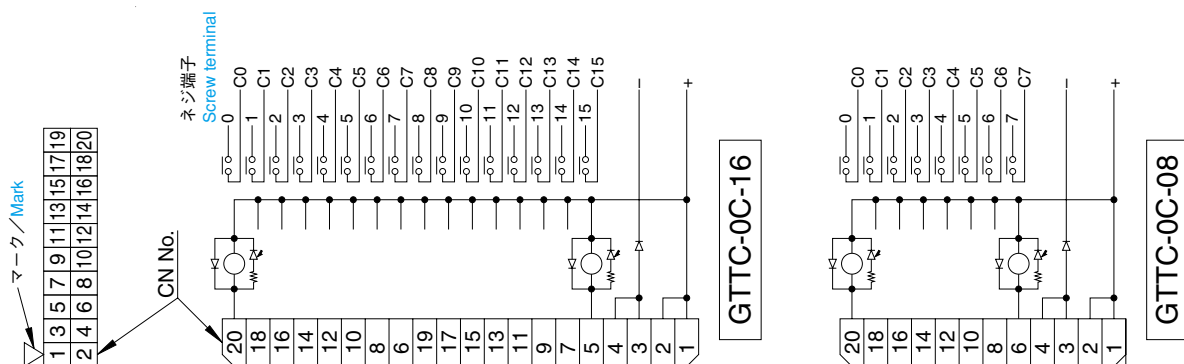 マーク／Mark
1 3 5 7 9 11 13 15 17 19
2 4 6 8 10 12 14 16 18 20
CN No.
ネジ端子
Screw terminal
0 C0
1 C1
2 C2
3 C3
4 C4
5 C5
6 C6
7 C7
8 C8
9 C9
10 C10
11 C11
12 C12
13 C13
14 C14
15 C15
−
+
20
18
16
14
12
10
8
6
19
17
15
13
11
9
7
5
4
3
2
1
GTTC-0C-16
0 C0
1 C1
2 C2
3 C3
4 C4
5 C5
6 C6
7 C7
−
+
20
18
16
14
12
10
8
6
4
3
2
1
GTTC-0C-08